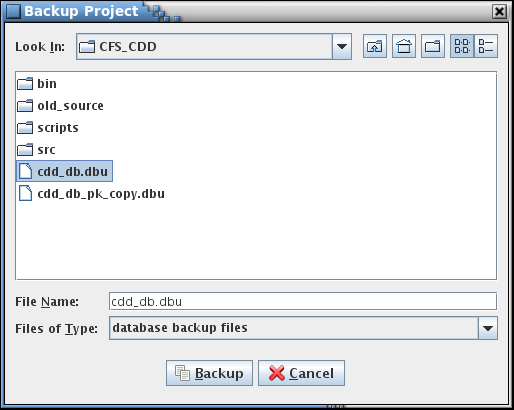 Backup Project
Look In: CFS_CDD
bin
old_source
scripts
src
cdd_db.dbu
cdd_db_pk_copy.dbu
File Name: cdd_db.dbu
Files of Type: database backup files
Backup Cancel